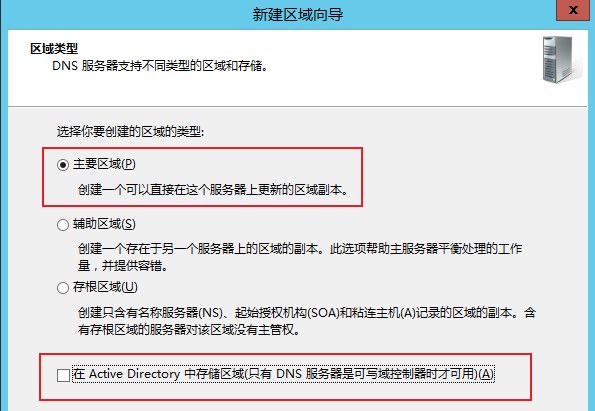 新建区域向导
x
区域类型
DNS 服务器支持不同类型的区域和存储。
选择你要创建的区域的类型:
主要区域(P)
创建一个可以直接在这个服务器上更新的区域副本。
辅助区域(S)
创建一个存在于另一个服务器上的区域的副本。此选项帮助主服务器平衡处理的工作
量，并提供容错。
存根区域(U)
创建只含有名称服务器(NS)、起始授权机构(SOA)和粘连主机(A)记录的区域的副本。含
有存根区域的服务器对该区域没有主管权。
在 Active Directory 中存储区域(只有 DNS 服务器是可写域控制器时才可用)(A)